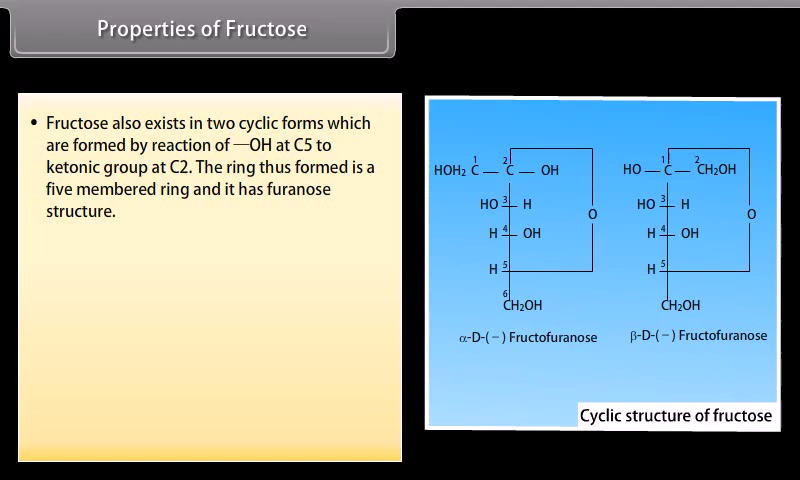 Properties of Fructose
• Fructose also exists in two cyclic forms which
are formed by reaction of —OH at C5 to
ketonic group at C2. The ring thus formed is a
five membered ring and it has furanose
structure.
1 2
HOH₂ C — C — OH
HO 3 H
O
H 4 OH
H 5
6
CH₂OH
α-D-(−) Fructofuranose
1 2
HO — C — CH₂OH
HO 3 H
O
H 4 OH
H 5
CH₂OH
β-D-(−) Fructofuranose
Cyclic structure of fructose